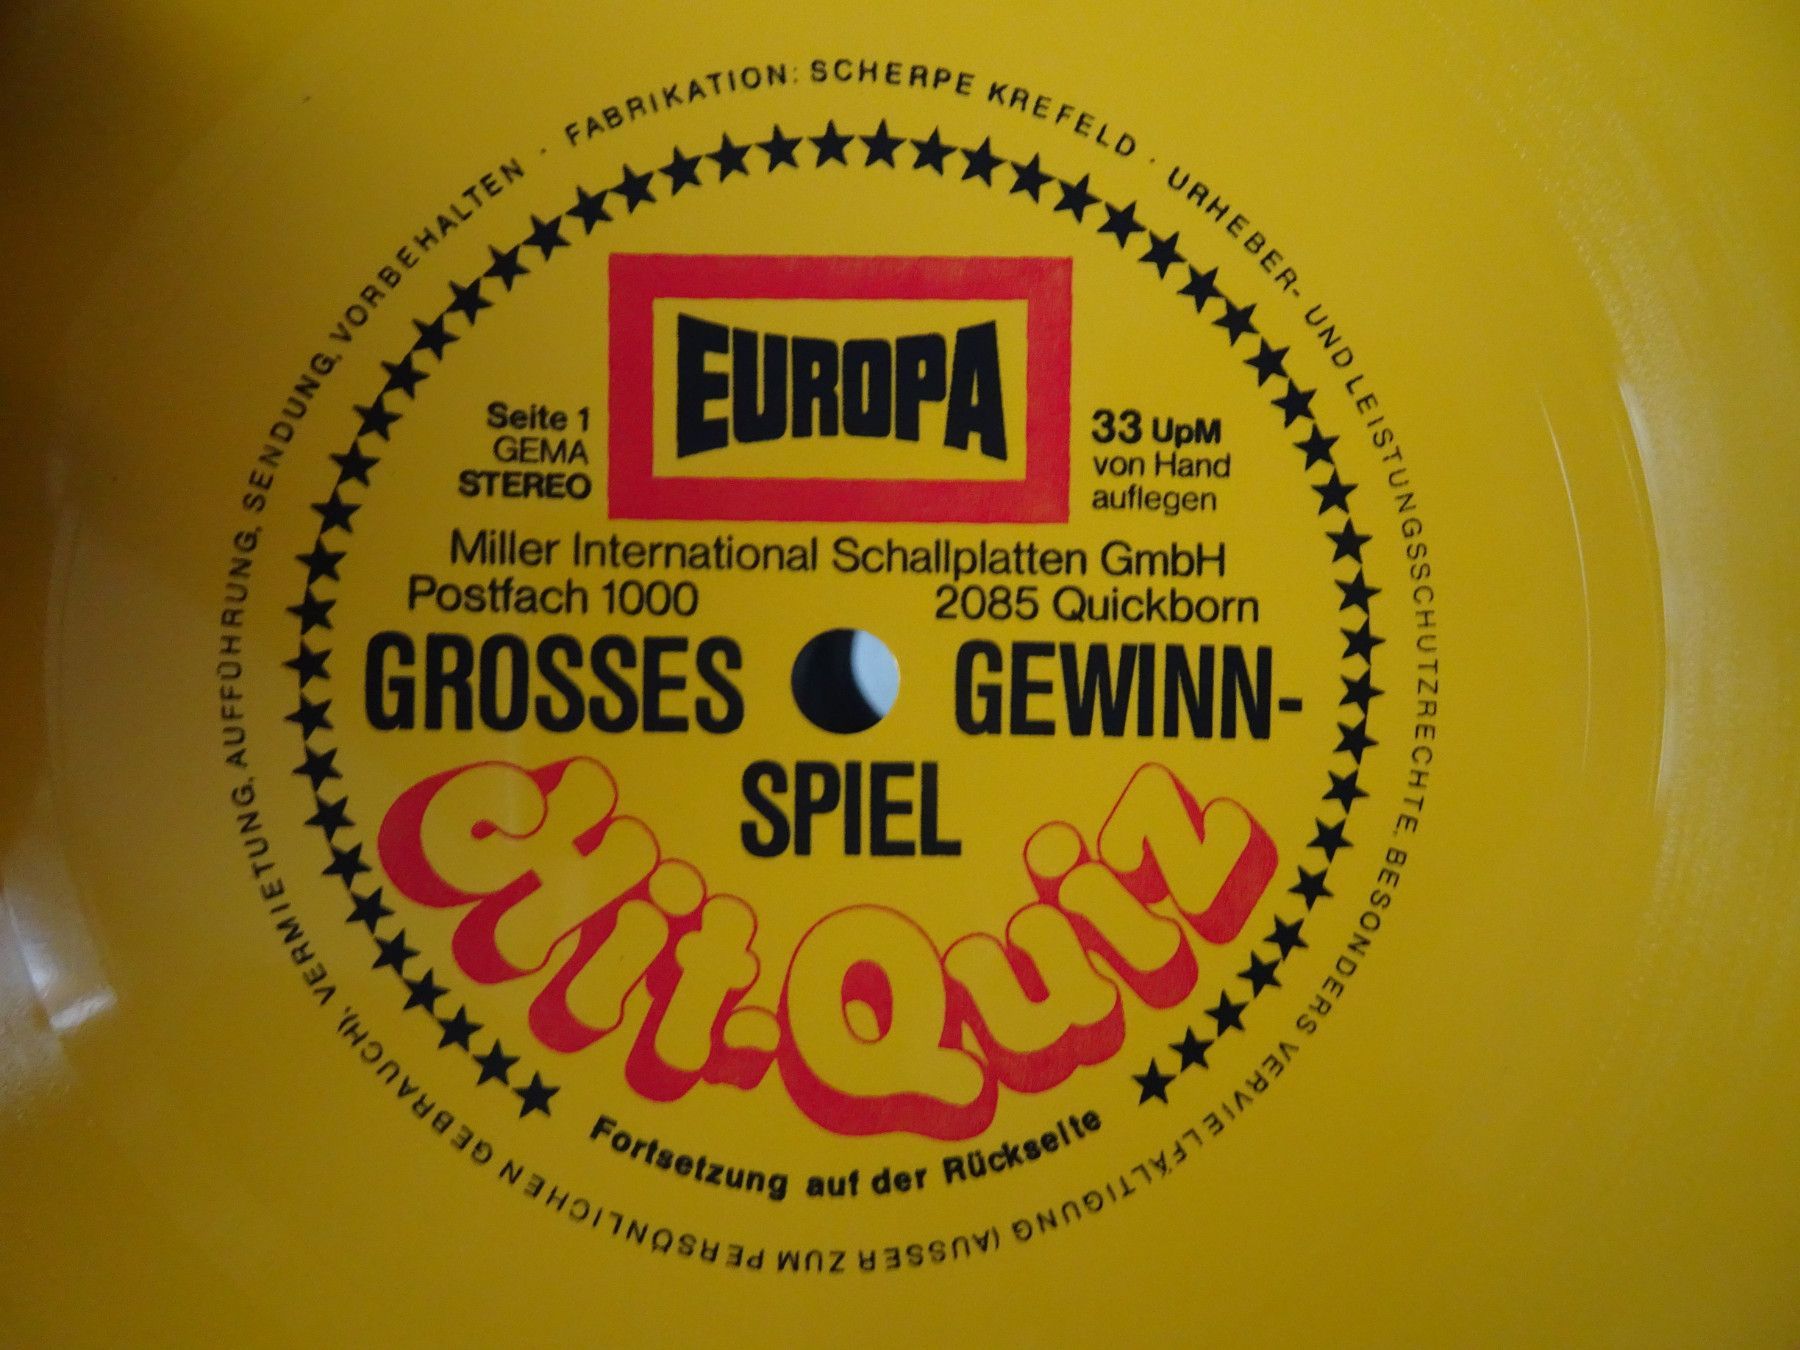 FABRIKATION: SCHERPE KREFELD · URHEBER- UND LEISTUNGSSCHUTZRECHTE, BESONDERS VERVIELFÄLTIGUNG (AUSSER ZUM PERSÖNLICHEN GEBRAUCH), VERMIETUNG, AUFFÜHRUNG, SENDUNG, VORBEHALTEN ·
EUROPA
Seite 1
GEMA
STEREO
33 UpM
von Hand
auflegen
Miller International Schallplatten GmbH
Postfach 1000 2085 Quickborn
GROSSES GEWINN-
SPIEL
Hit-Quiz
Fortsetzung auf der Rückseite